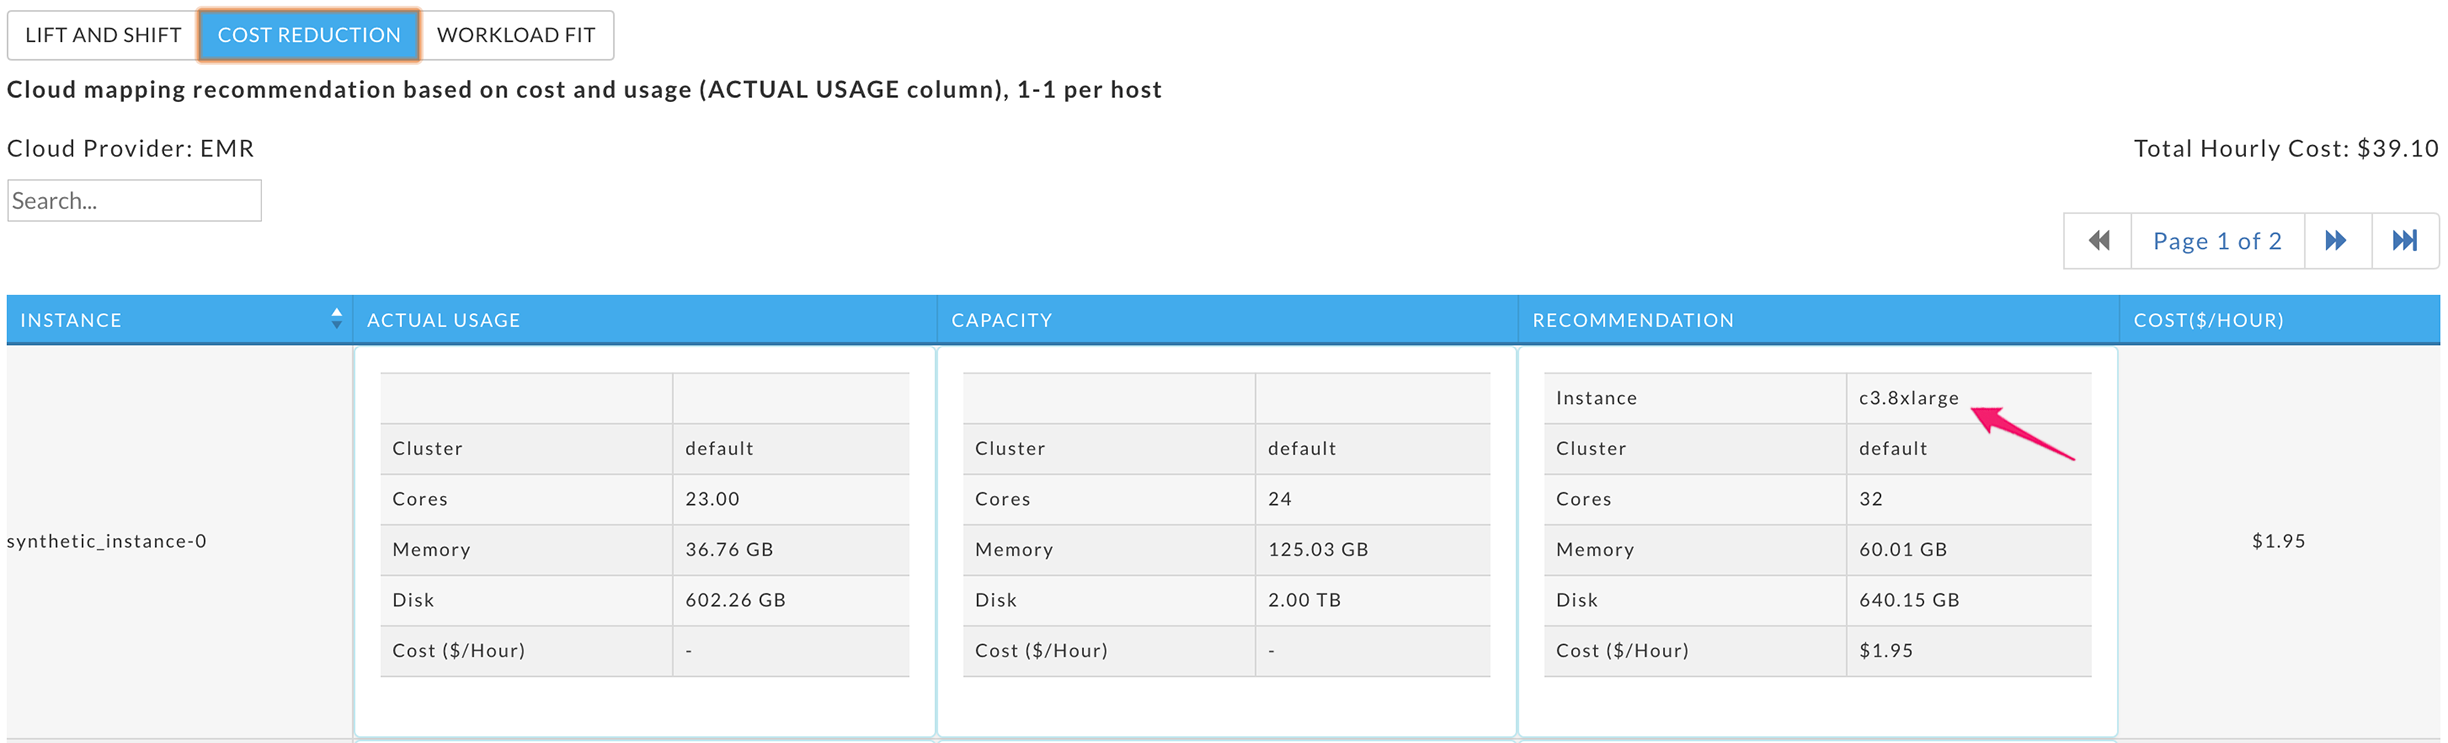 LIFT AND SHIFT COST REDUCTION WORKLOAD FIT
Cloud mapping recommendation based on cost and usage (ACTUAL USAGE column), 1-1 per host
Cloud Provider: EMR Total Hourly Cost: $39.10
Search...
Page 1 of 2
INSTANCE ACTUAL USAGE CAPACITY RECOMMENDATION COST($/HOUR)
Instance c3.8xlarge
Cluster default Cluster default Cluster default
Cores 23.00 Cores 24 Cores 32
synthetic_instance-0 $1.95
Memory 36.76 GB Memory 125.03 GB Memory 60.01 GB
Disk 602.26 GB Disk 2.00 TB Disk 640.15 GB
Cost ($/Hour) - Cost ($/Hour) - Cost ($/Hour) $1.95